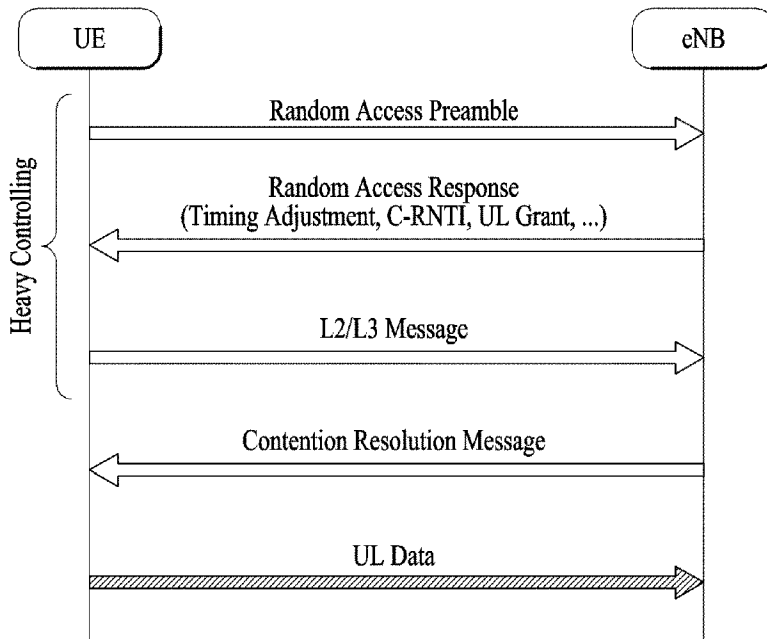 UE
eNB
Random Access Preamble
Random Access Response
(Timing Adjustment, C-RNTI, UL Grant, ...)
Heavy Controlling
L2/L3 Message
Contention Resolution Message
UL Data